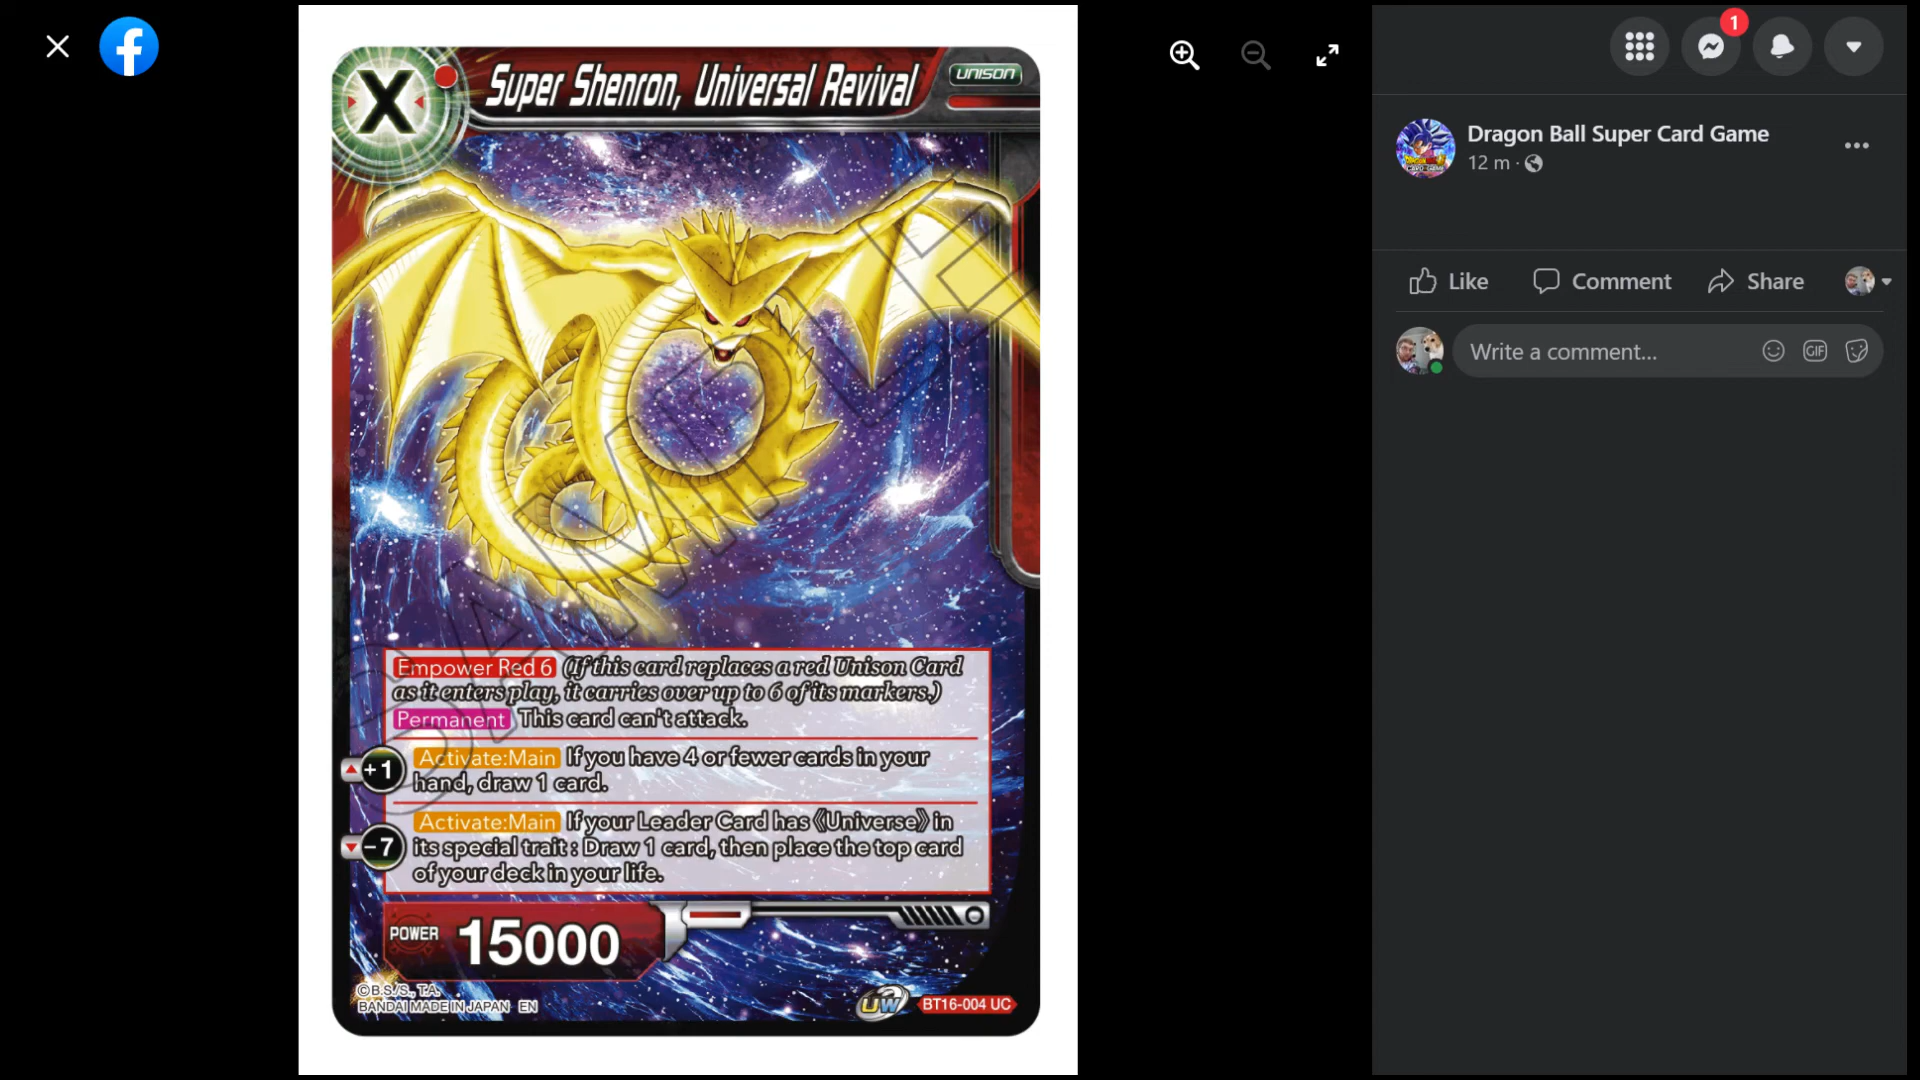 X
Super Shenron, Universal Revival
UNISON
SAMPLE
Empower Red 6 (If this card replaces a red Unison Card
as it enters play, it carries over up to 6 of its markers.)
Permanent This card can't attack.
+1 Activate:Main If you have 4 or fewer cards in your
hand, draw 1 card.
-7 Activate:Main If your Leader Card has《Universe》in
its special trait : Draw 1 card, then place the top card
of your deck in your life.
POWER 15000
©B.S./S., T.A.
BANDAI MADE IN JAPAN EN
UW
BT16-004 UC
1
Dragon Ball Super Card Game
12 m ·
Like Comment Share
Write a comment... GIF